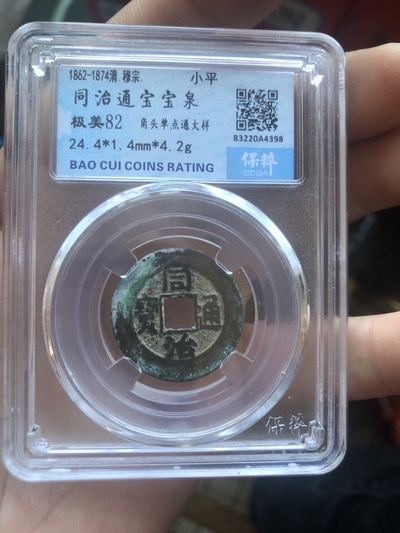 1862-1874清.穆宗. 小平
同治通宝宝泉
极美82 角头单点通大样
24.4*1.4mm*4.2g
BAO CUI COINS RATING
B3220A4398
保粹
CCGA
同治通寶
保粹